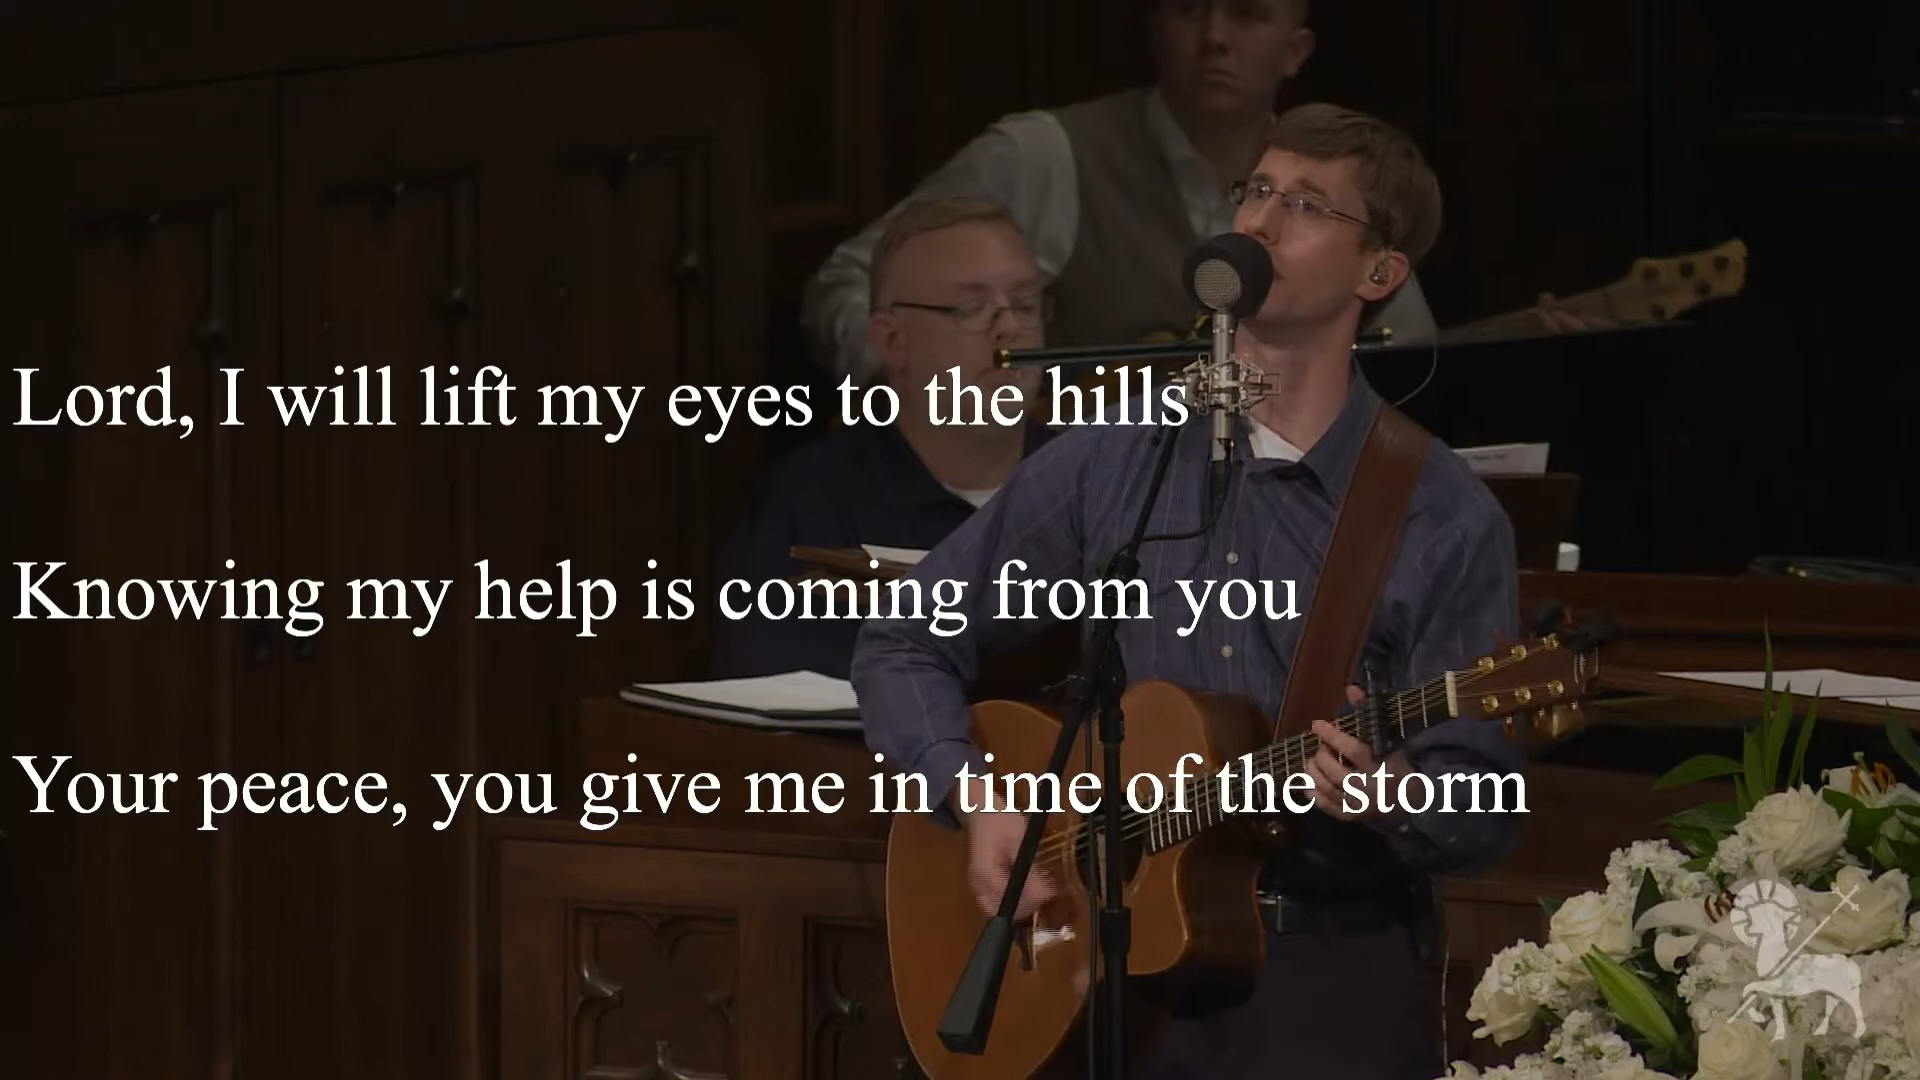 Lord, I will lift my eyes to the hills
Knowing my help is coming from you
Your peace, you give me in time of the storm